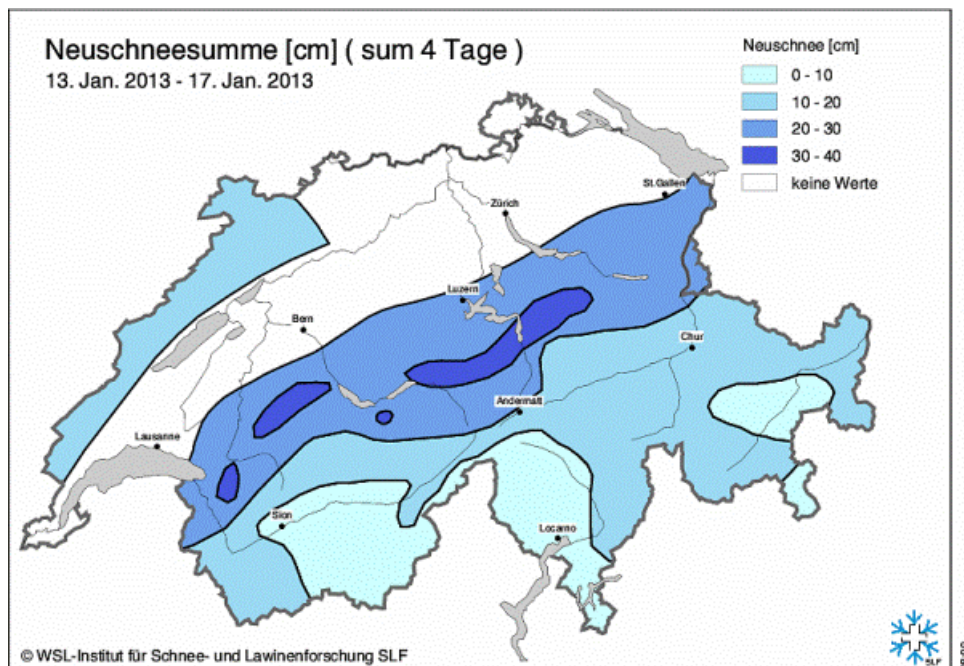 Neuschneesumme [cm] ( sum 4 Tage )
13. Jan. 2013 - 17. Jan. 2013
Neuschnee [cm]
0 - 10
10 - 20
20 - 30
30 - 40
keine Werte
St.Gallen
Zürich
Luzern
Bern
Chur
Andermatt
Lausanne
Sion
Locarno
© WSL-Institut für Schnee- und Lawinenforschung SLF
SLF